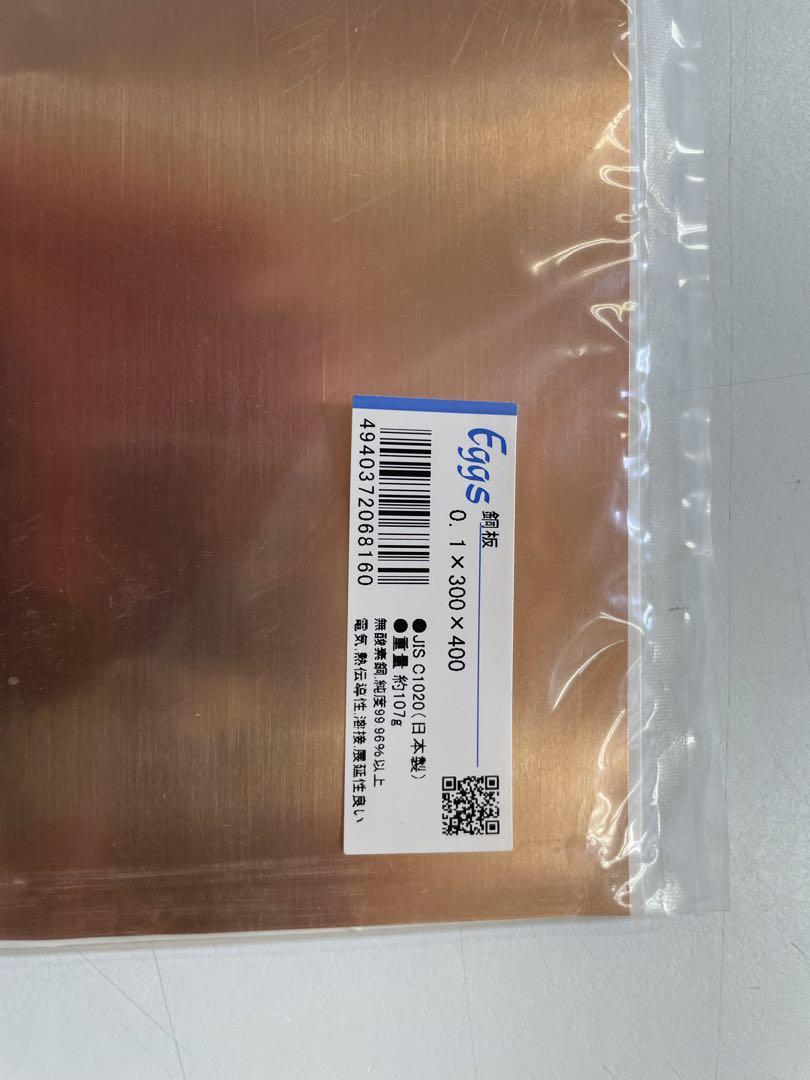 Eggs 銅板
0.1×300×400
4940372068160
●JIS C1020(日本製)
●重量 約107g
無酸素銅,純度99.96%以上
電気,熱伝導性,溶接,展延性良い